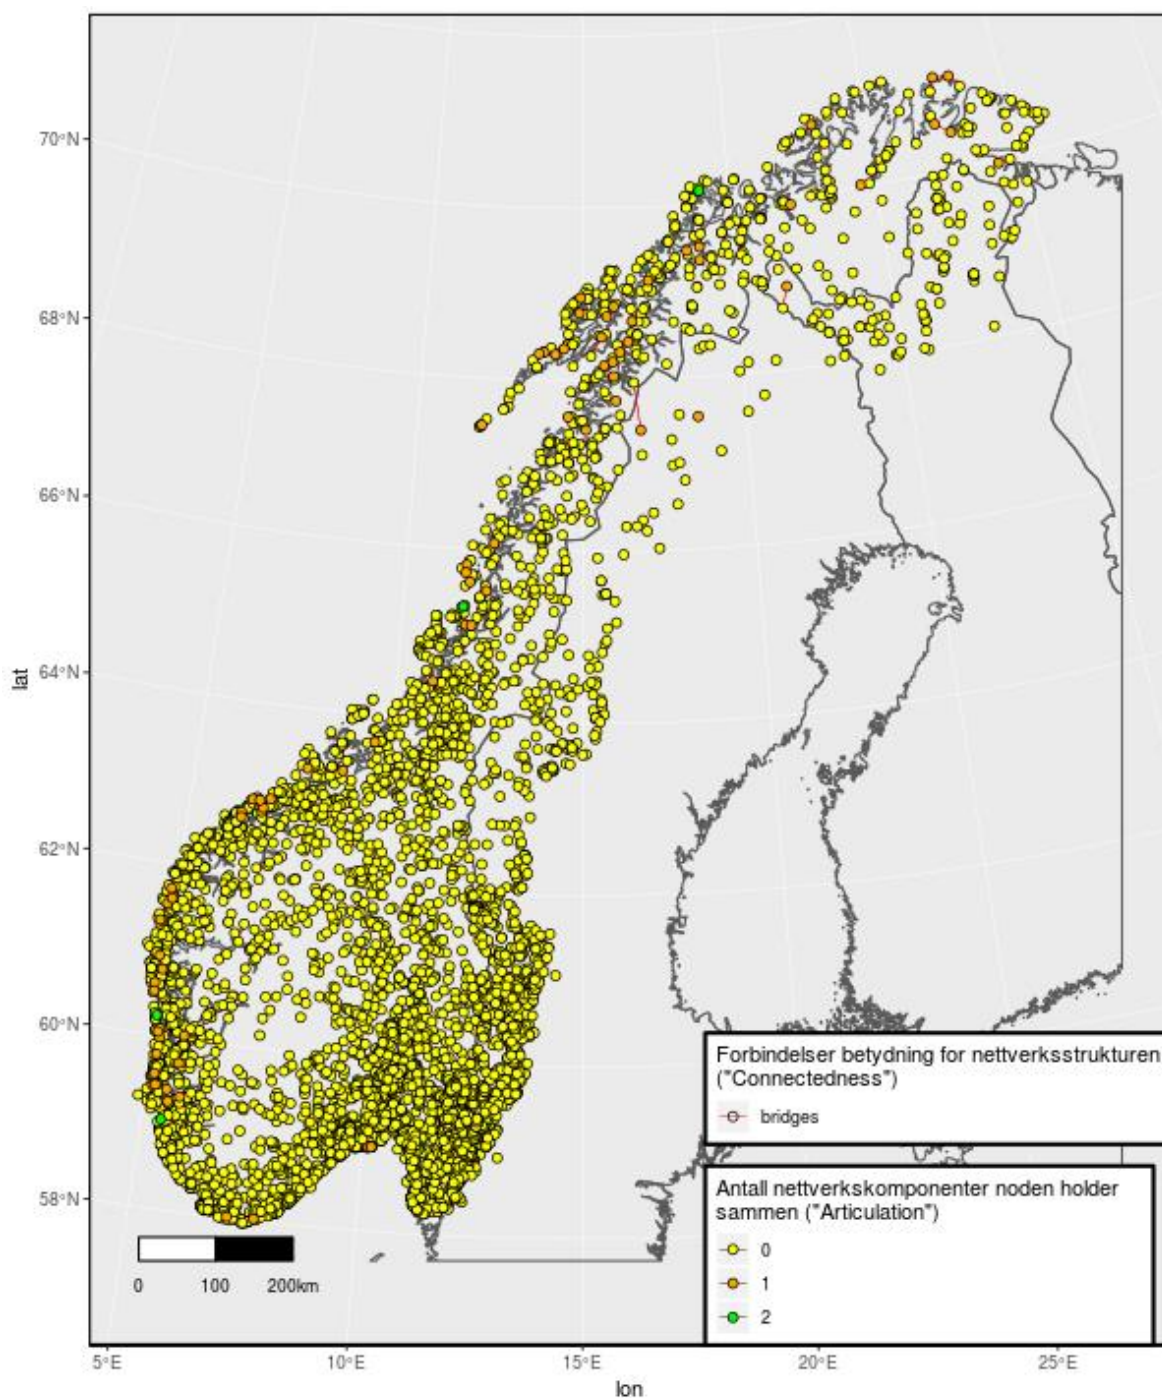 70°N
68°N
66°N
64°N
62°N
60°N
58°N
lat
Forbindelser betydning for nettverksstrukturen
("Connectedness")
bridges
Antall nettverkskomponenter noden holder
sammen ("Articulation")
0
1
2
0 100 200km
5°E 10°E 15°E 20°E 25°E
lon